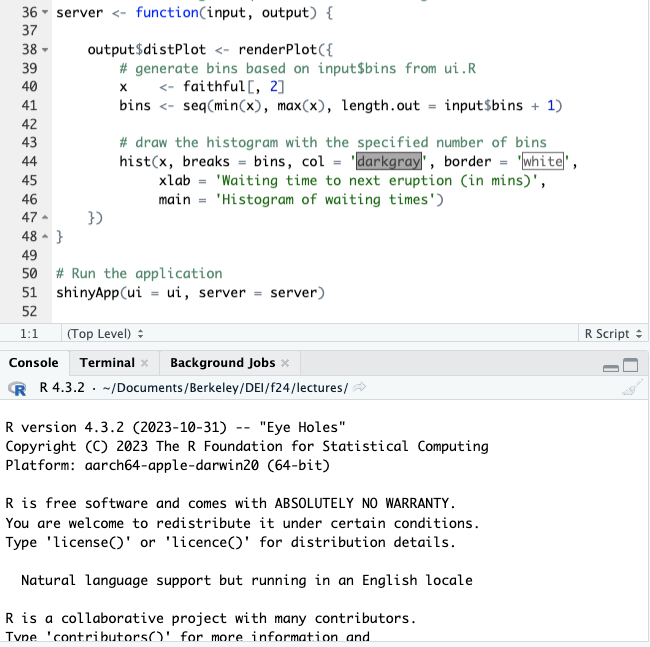 36 server <- function(input, output) {
37
38 output$distPlot <- renderPlot({
39 # generate bins based on input$bins from ui.R
40 x    <- faithful[, 2]
41 bins <- seq(min(x), max(x), length.out = input$bins + 1)
42
43 # draw the histogram with the specified number of bins
44 hist(x, breaks = bins, col = 'darkgray', border = 'white',
45 xlab = 'Waiting time to next eruption (in mins)',
46 main = 'Histogram of waiting times')
47 })
48 }
49
50 # Run the application
51 shinyApp(ui = ui, server = server)
52
1:1 (Top Level) R Script
Console Terminal Background Jobs
R 4.3.2 · ~/Documents/Berkeley/DEI/f24/lectures/
R version 4.3.2 (2023-10-31) -- "Eye Holes"
Copyright (C) 2023 The R Foundation for Statistical Computing
Platform: aarch64-apple-darwin20 (64-bit)
R is free software and comes with ABSOLUTELY NO WARRANTY.
You are welcome to redistribute it under certain conditions.
Type 'license()' or 'licence()' for distribution details.
Natural language support but running in an English locale
R is a collaborative project with many contributors.
Type 'contributors()' for more information and